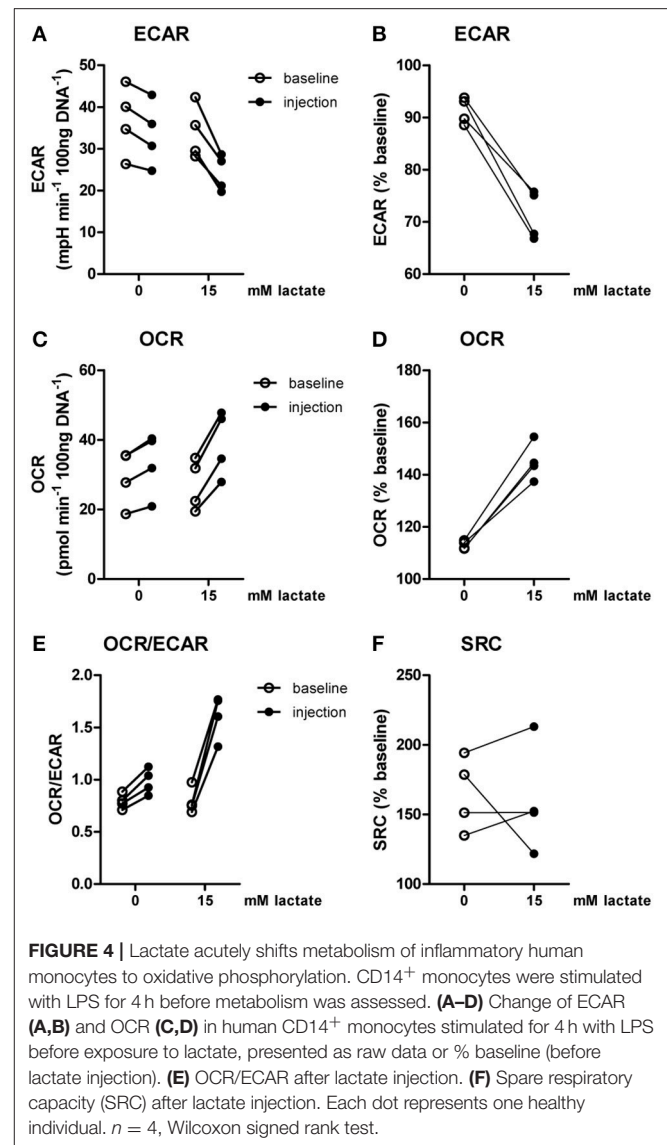 A ECAR
50
40
30
20
10
0
ECAR
(mpH min⁻¹ 100ng DNA⁻¹)
baseline
injection
0 15 mM lactate
B ECAR
100
90
80
70
60
ECAR (% baseline)
0 15 mM lactate
C OCR
60
40
20
0
OCR
(pmol min⁻¹ 100ng DNA⁻¹)
baseline
injection
0 15 mM lactate
D OCR
180
160
140
120
100
OCR (% baseline)
0 15 mM lactate
E OCR/ECAR
2.0
1.5
1.0
0.5
0.0
OCR/ECAR
baseline
injection
0 15 mM lactate
F SRC
250
200
150
100
SRC (% baseline)
0 15 mM lactate
FIGURE 4 | Lactate acutely shifts metabolism of inflammatory human
monocytes to oxidative phosphorylation. CD14⁺ monocytes were stimulated
with LPS for 4 h before metabolism was assessed. (A–D) Change of ECAR
(A,B) and OCR (C,D) in human CD14⁺ monocytes stimulated for 4 h with LPS
before exposure to lactate, presented as raw data or % baseline (before
lactate injection). (E) OCR/ECAR after lactate injection. (F) Spare respiratory
capacity (SRC) after lactate injection. Each dot represents one healthy
individual. n = 4, Wilcoxon signed rank test.